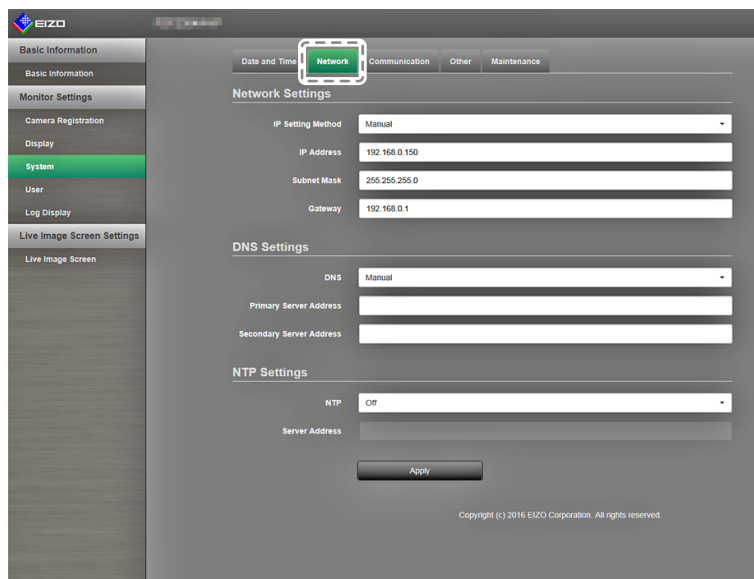 EIZO
Basic Information
Basic Information
Monitor Settings
Camera Registration
Display
System
User
Log Display
Live Image Screen Settings
Live Image Screen
Date and Time Network Communication Other Maintenance
Network Settings
IP Setting Method Manual
IP Address 192.168.0.150
Subnet Mask 255.255.255.0
Gateway 192.168.0.1
DNS Settings
DNS Manual
Primary Server Address
Secondary Server Address
NTP Settings
NTP Off
Server Address
Apply
Copyright (c) 2016 EIZO Corporation. All rights reserved.